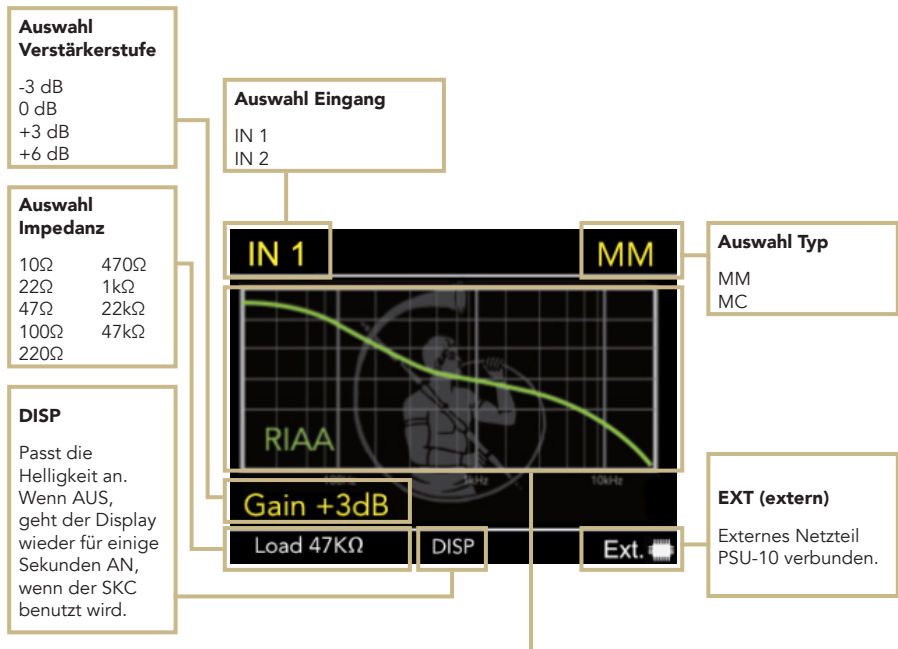 Auswahl
Verstärkerstufe
-3 dB
0 dB
+3 dB
+6 dB
Auswahl Eingang
IN 1
IN 2
Auswahl
Impedanz
10Ω 470Ω
22Ω 1kΩ
47Ω 22kΩ
100Ω 47kΩ
220Ω
DISP
Passt die
Helligkeit an.
Wenn AUS,
geht der Display
wieder für einige
Sekunden AN,
wenn der SKC
benutzt wird.
IN 1 MM
RIAA
100Hz 1kHz 10kHz
Gain +3dB
Load 47KΩ DISP Ext.
Auswahl Typ
MM
MC
EXT (extern)
Externes Netzteil
PSU-10 verbunden.